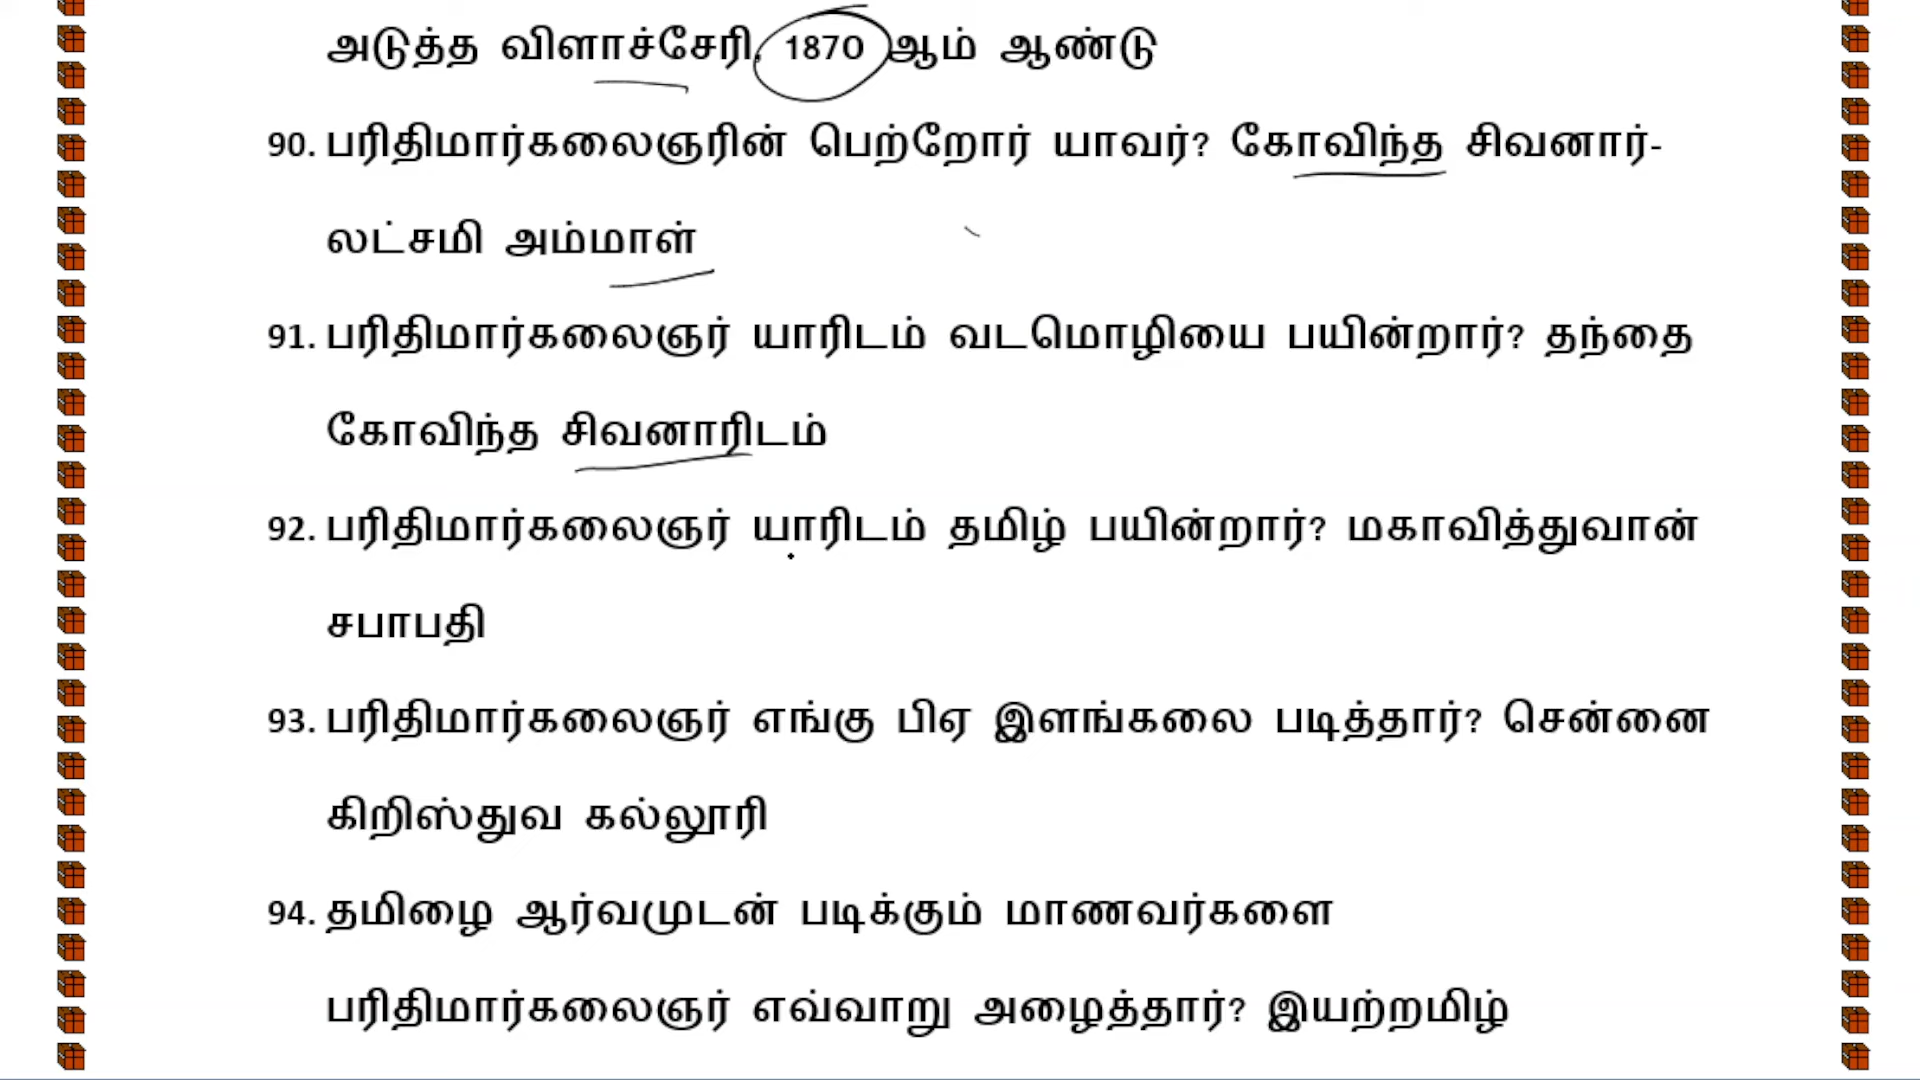 அடுத்த விளாச்சேரி, 1870 ஆம் ஆண்டு
90. பரிதிமார்கலைஞரின் பெற்றோர் யாவர்? கோவிந்த சிவனார்-
லட்சமி அம்மாள்
91. பரிதிமார்கலைஞர் யாரிடம் வடமொழியை பயின்றார்? தந்தை
கோவிந்த சிவனாரிடம்
92. பரிதிமார்கலைஞர் யாரிடம் தமிழ் பயின்றார்? மகாவித்துவான்
சபாபதி
93. பரிதிமார்கலைஞர் எங்கு பிஏ இளங்கலை படித்தார்? சென்னை
கிறிஸ்துவ கல்லூரி
94. தமிழை ஆர்வமுடன் படிக்கும் மாணவர்களை
பரிதிமார்கலைஞர் எவ்வாறு அழைத்தார்? இயற்றமிழ்